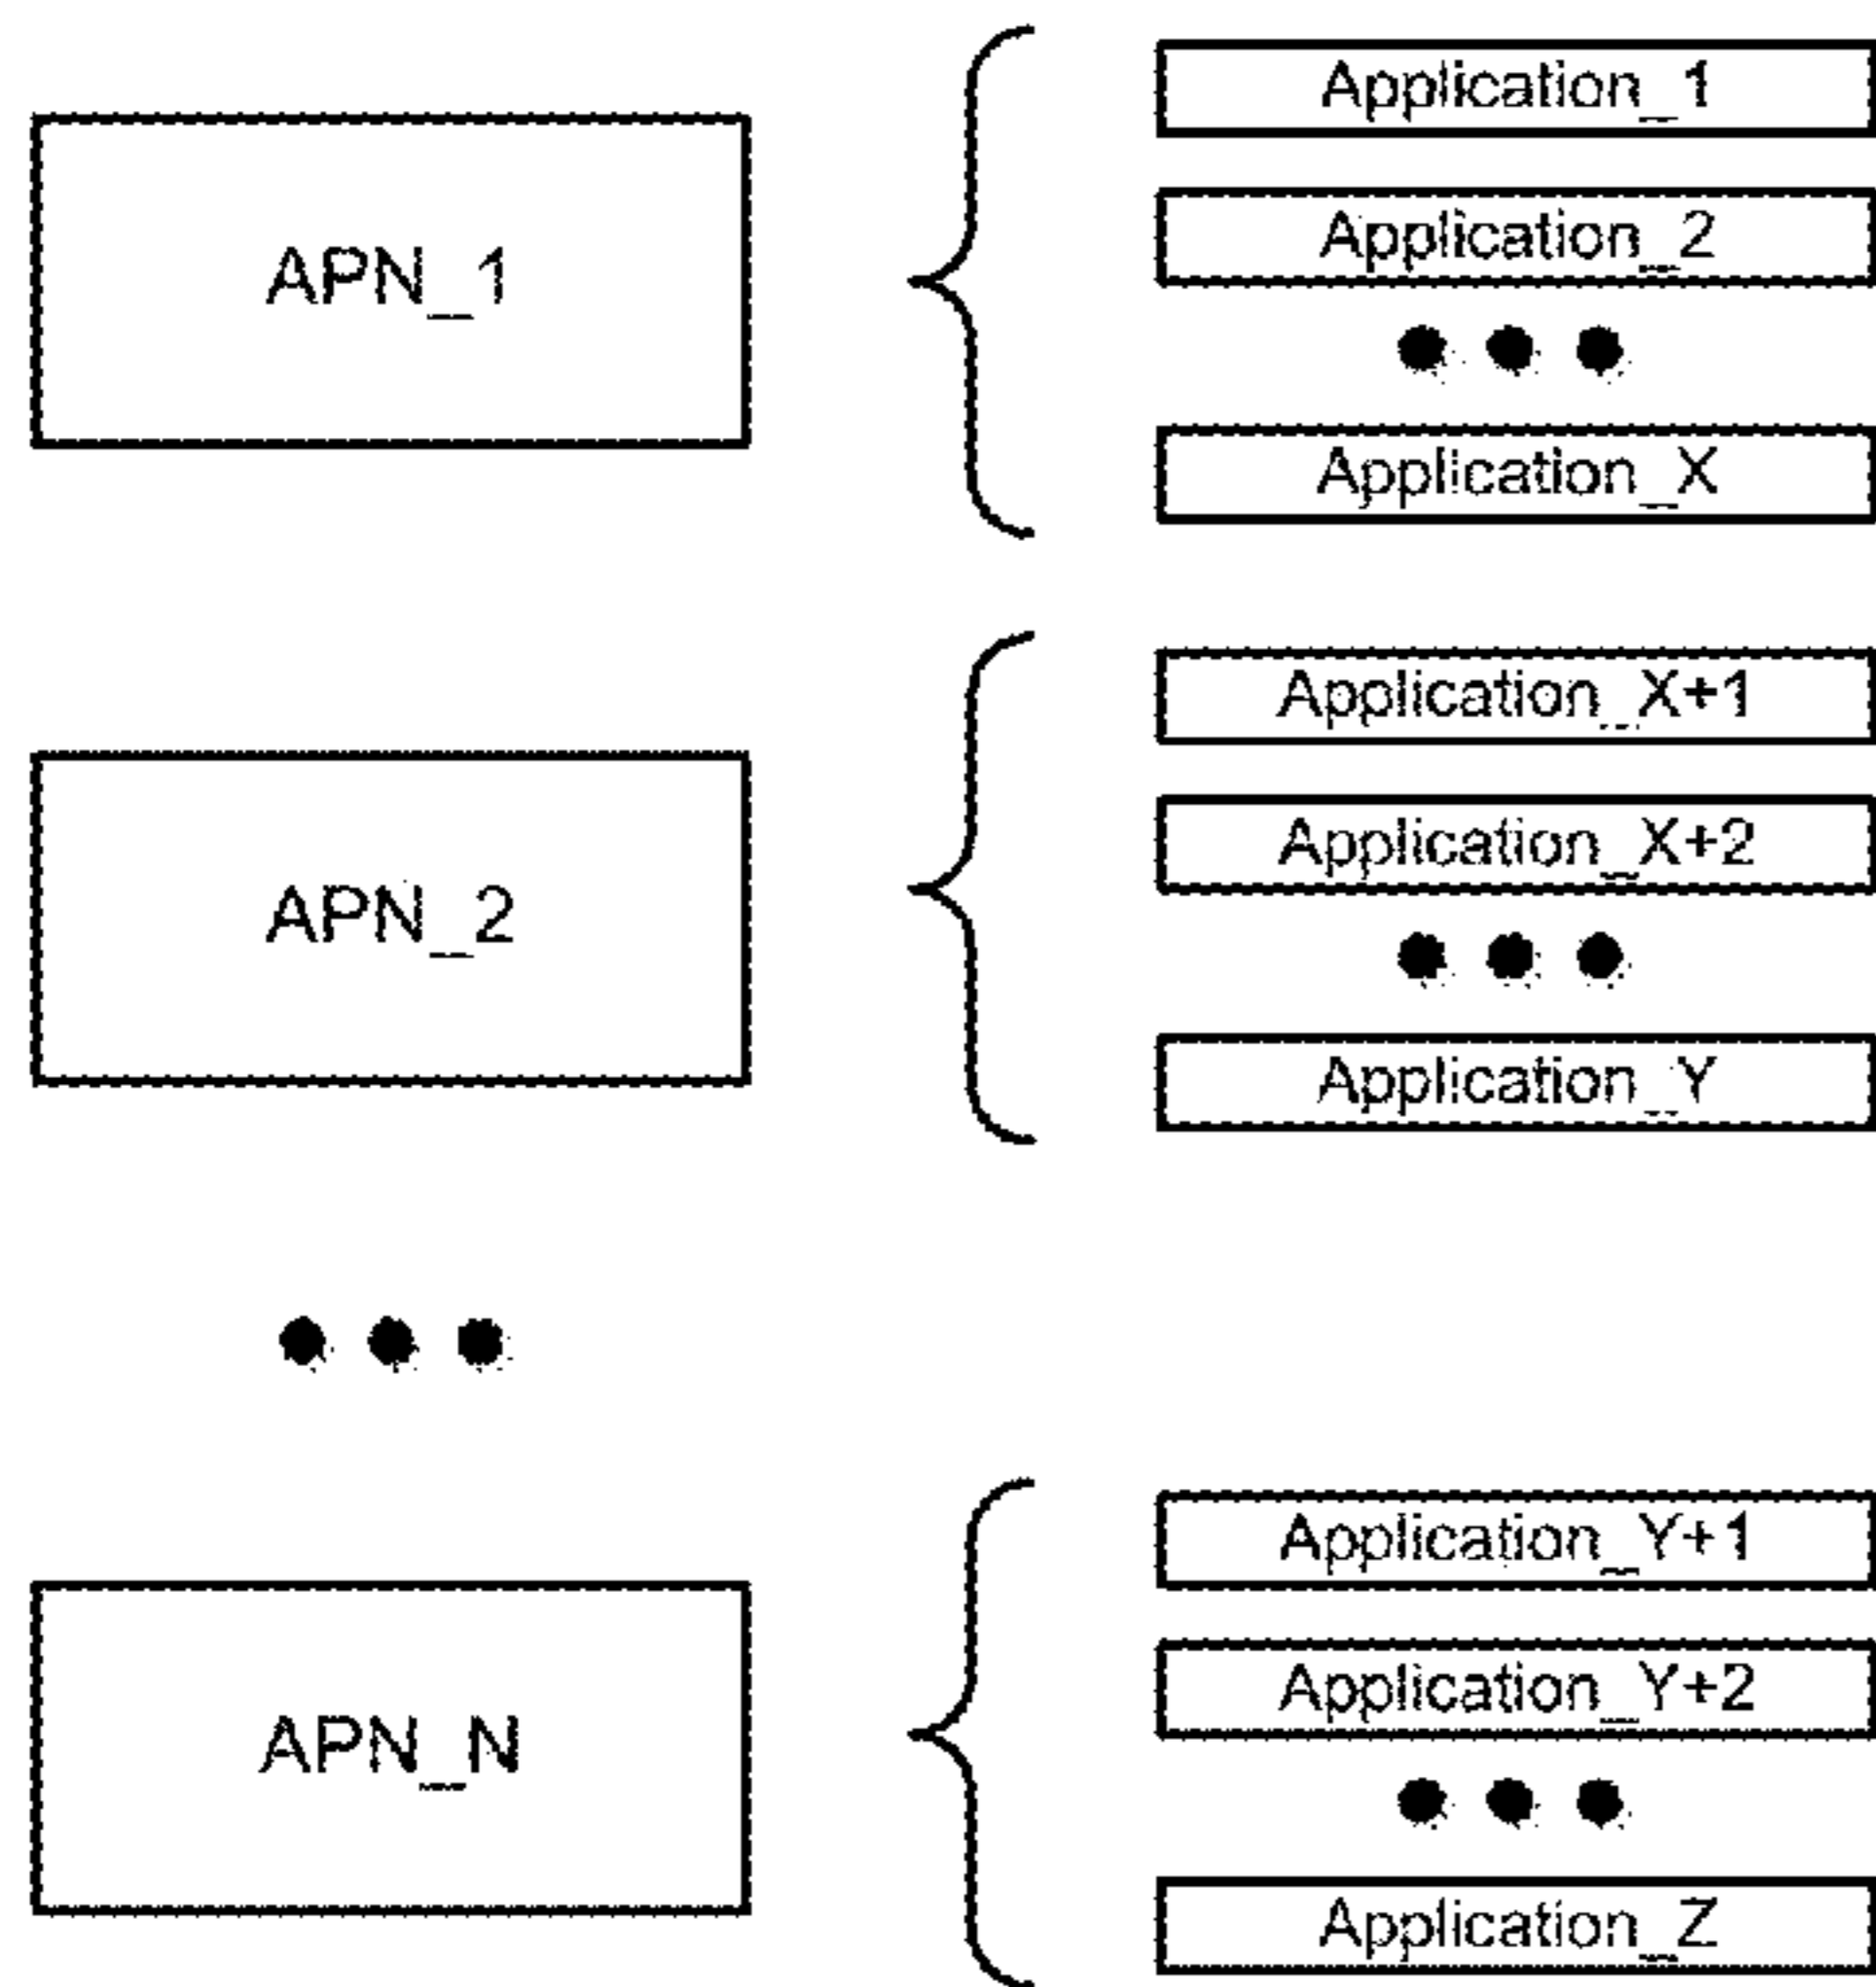 APN_1
Application_1
Application_2
Application_X
APN_2
Application_X+1
Application_X+2
Application_Y
APN_N
Application_Y+1
Application_Y+2
Application_Z